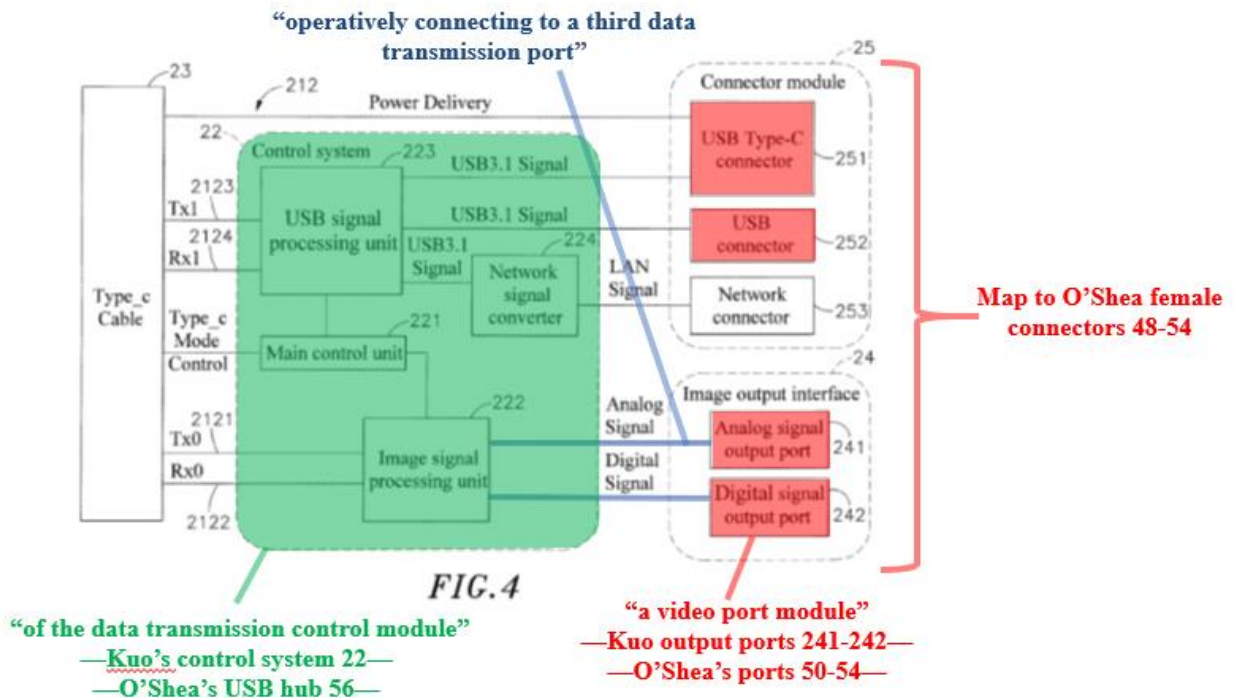 “operatively connecting to a third data
transmission port”
23
212
Power Delivery
25
Connector module
USB Type-C
connector
251
22
Control system
223
USB3.1 Signal
2123
Tx1
USB signal
processing unit
USB3.1 Signal
USB
connector
252
2124
Rx1
USB3.1
Signal
224
Network
signal
converter
LAN
Signal
Network
connector
253
Type_c
Cable
Type_c
Mode
Control
221
Main control unit
Map to O’Shea female
connectors 48-54
24
Image output interface
222
2121
Tx0
Rx0
2122
Image signal
processing unit
Analog
Signal
Digital
Signal
Analog signal
output port
241
Digital signal
output port
242
FIG.4
“of the data transmission control module”
—Kuo’s control system 22—
—O’Shea’s USB hub 56—
“a video port module”
—Kuo output ports 241-242—
—O’Shea’s ports 50-54—